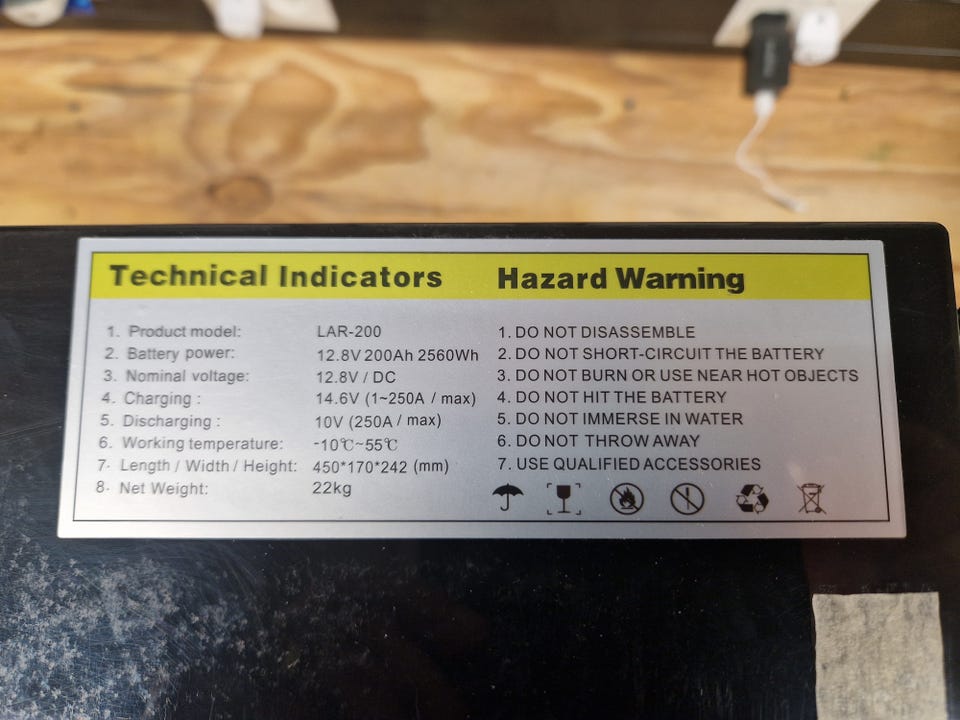 Technical Indicators
1. Product model: LAR-200
2. Battery power: 12.8V 200Ah 2560Wh
3. Nominal voltage: 12.8V / DC
4. Charging : 14.6V (1~250A / max)
5. Discharging : 10V (250A / max)
6. Working temperature: -10℃~55℃
7. Length / Width / Height: 450*170*242 (mm)
8. Net Weight: 22kg
Hazard Warning
1. DO NOT DISASSEMBLE
2. DO NOT SHORT-CIRCUIT THE BATTERY
3. DO NOT BURN OR USE NEAR HOT OBJECTS
4. DO NOT HIT THE BATTERY
5. DO NOT IMMERSE IN WATER
6. DO NOT THROW AWAY
7. USE QUALIFIED ACCESSORIES